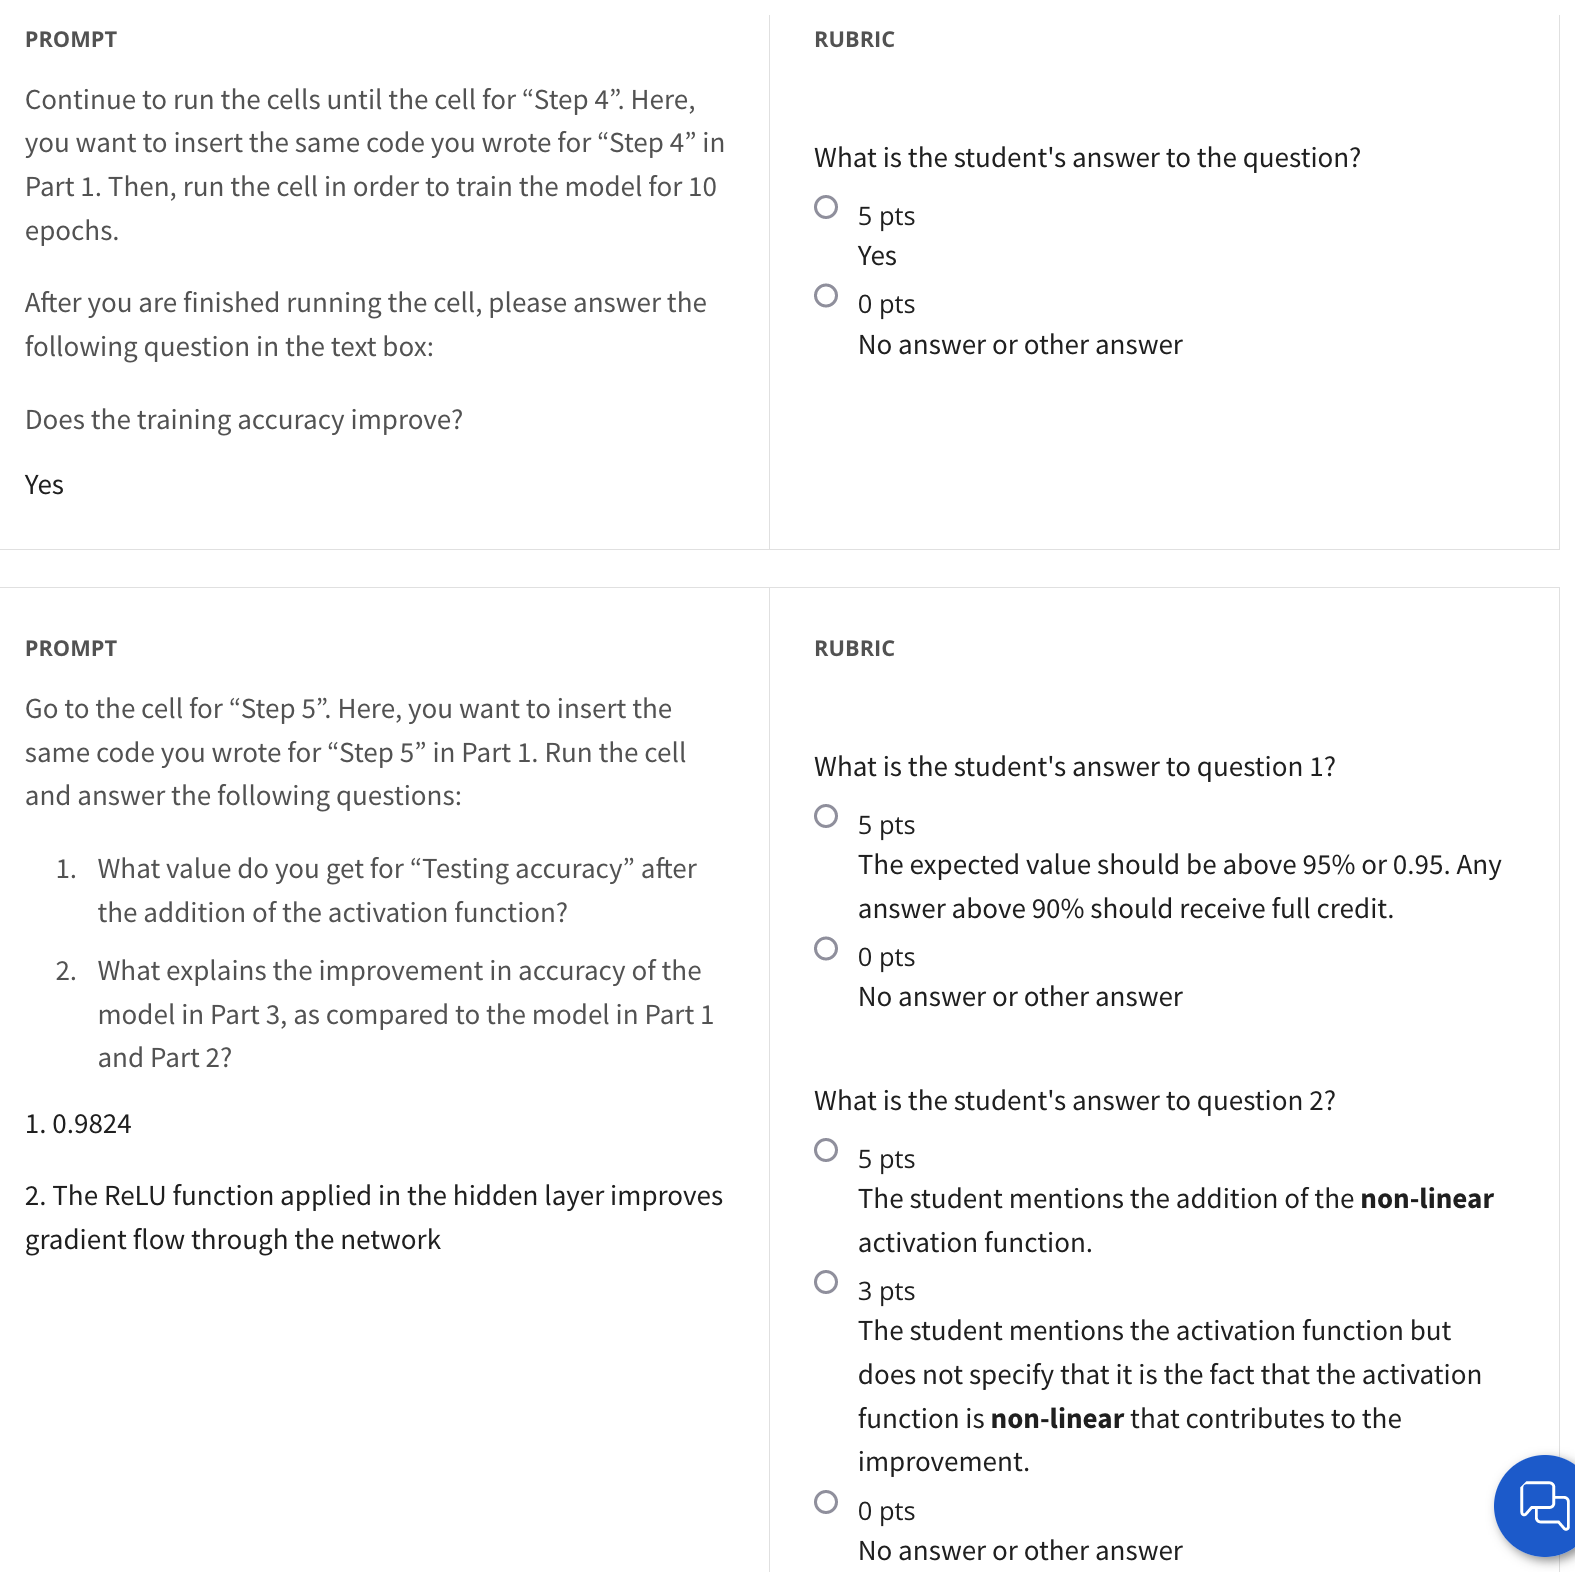 PROMPT
Continue to run the cells until the cell for “Step 4”. Here,
you want to insert the same code you wrote for “Step 4” in
Part 1. Then, run the cell in order to train the model for 10
epochs.
After you are finished running the cell, please answer the
following question in the text box:
Does the training accuracy improve?
Yes
RUBRIC
What is the student's answer to the question?
5 pts
Yes
0 pts
No answer or other answer
PROMPT
Go to the cell for “Step 5”. Here, you want to insert the
same code you wrote for “Step 5” in Part 1. Run the cell
and answer the following questions:
1. What value do you get for “Testing accuracy” after
the addition of the activation function?
2. What explains the improvement in accuracy of the
model in Part 3, as compared to the model in Part 1
and Part 2?
1. 0.9824
2. The ReLU function applied in the hidden layer improves
gradient flow through the network
RUBRIC
What is the student's answer to question 1?
5 pts
The expected value should be above 95% or 0.95. Any
answer above 90% should receive full credit.
0 pts
No answer or other answer
What is the student's answer to question 2?
5 pts
The student mentions the addition of the non-linear
activation function.
3 pts
The student mentions the activation function but
does not specify that it is the fact that the activation
function is non-linear that contributes to the
improvement.
0 pts
No answer or other answer